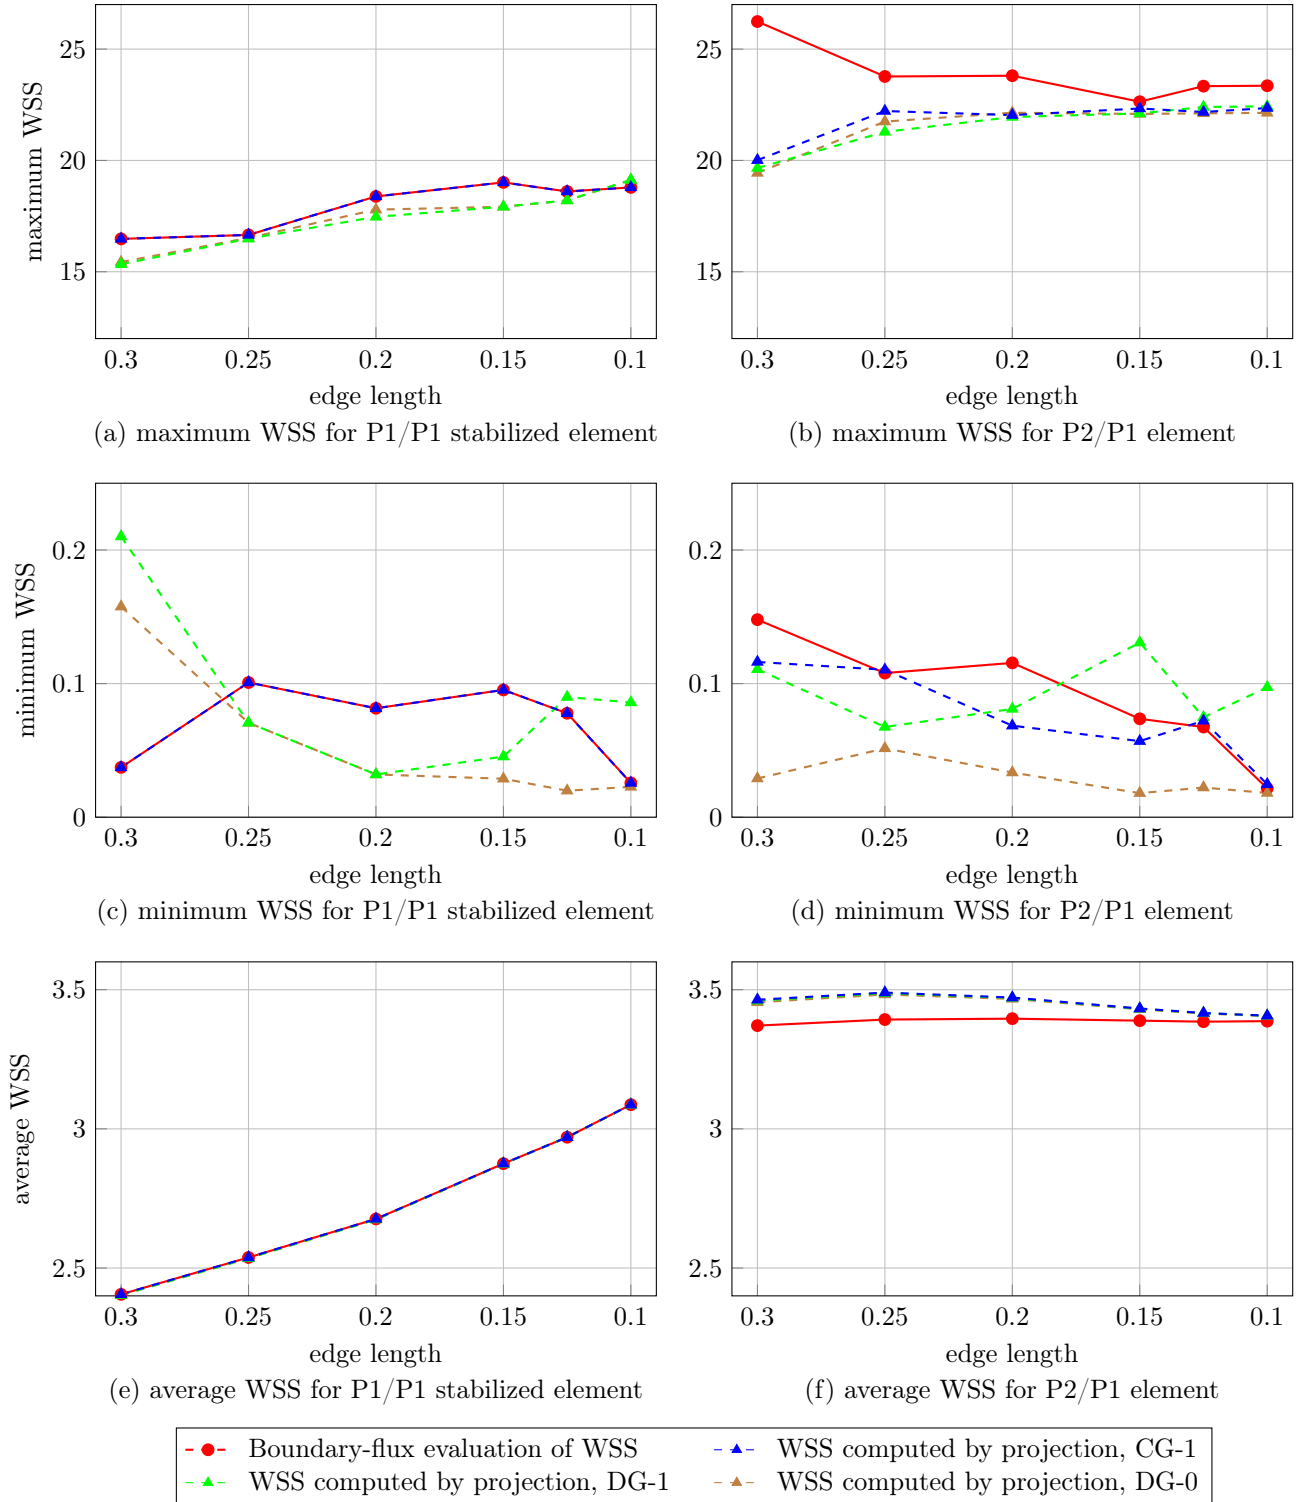 25
20
15
maximum WSS
0.3 0.25 0.2 0.15 0.1
edge length
(a) maximum WSS for P1/P1 stabilized element
25
20
15
0.3 0.25 0.2 0.15 0.1
edge length
(b) maximum WSS for P2/P1 element
0.2
0.1
0
minimum WSS
0.3 0.25 0.2 0.15 0.1
edge length
(c) minimum WSS for P1/P1 stabilized element
0.2
0.1
0
0.3 0.25 0.2 0.15 0.1
edge length
(d) minimum WSS for P2/P1 element
3.5
3
2.5
average WSS
0.3 0.25 0.2 0.15 0.1
edge length
(e) average WSS for P1/P1 stabilized element
3.5
3
2.5
0.3 0.25 0.2 0.15 0.1
edge length
(f) average WSS for P2/P1 element
Boundary-flux evaluation of WSS
WSS computed by projection, CG-1
WSS computed by projection, DG-1
WSS computed by projection, DG-0